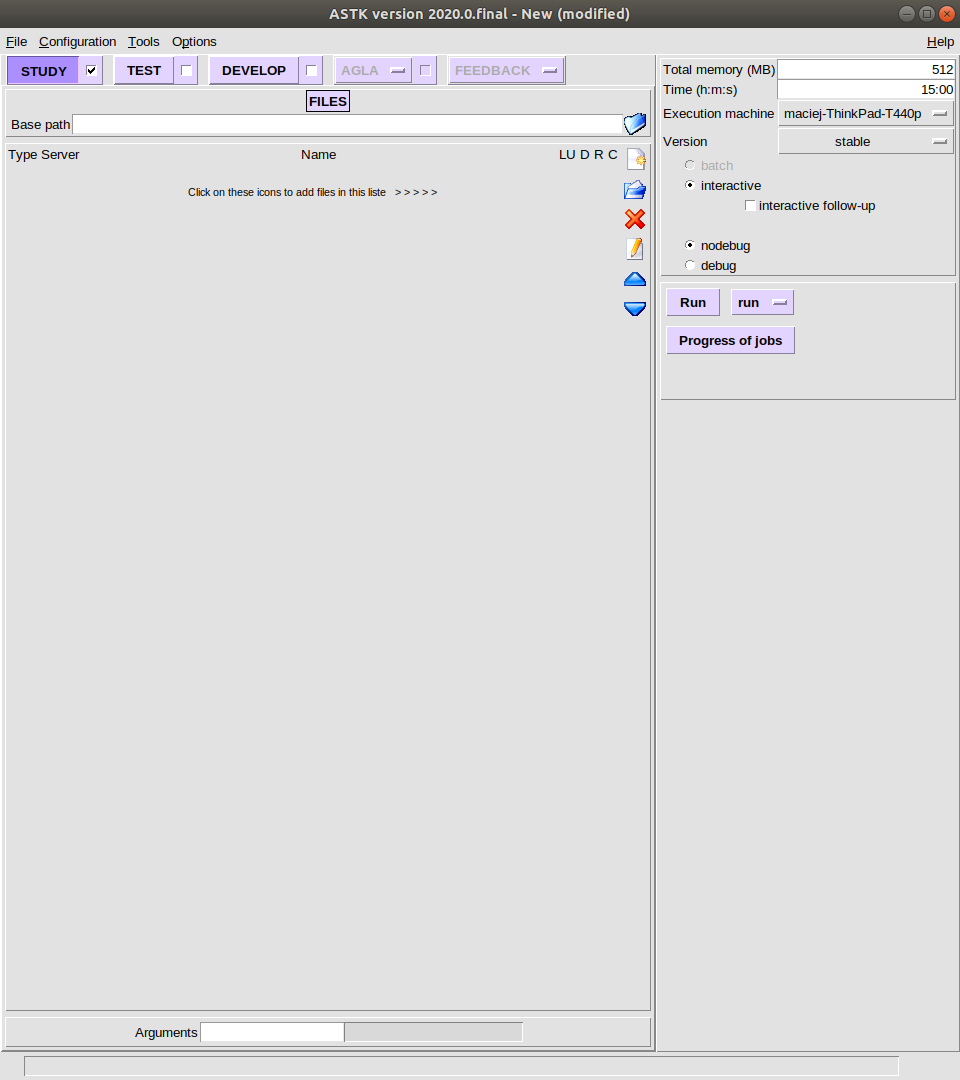 ASTK version 2020.0.final - New (modified)
File Configuration Tools Options Help
STUDY TEST DEVELOP AGLA FEEDBACK
FILES
Base path
Type Server Name LU D R C
Click on these icons to add files in this liste > > > > >
Arguments
Total memory (MB) 512
Time (h:m:s) 15:00
Execution machine maciej-ThinkPad-T440p
Version stable
batch
interactive
interactive follow-up
nodebug
debug
Run run
Progress of jobs